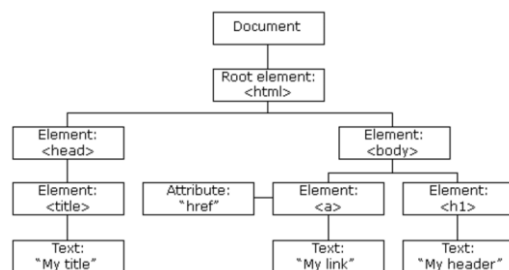 Document
Root element:
<html>
Element:
<head>
Element:
<body>
Element:
<title>
Attribute:
"href"
Element:
<a>
Element:
<h1>
Text:
"My title"
Text:
"My link"
Text:
"My header"